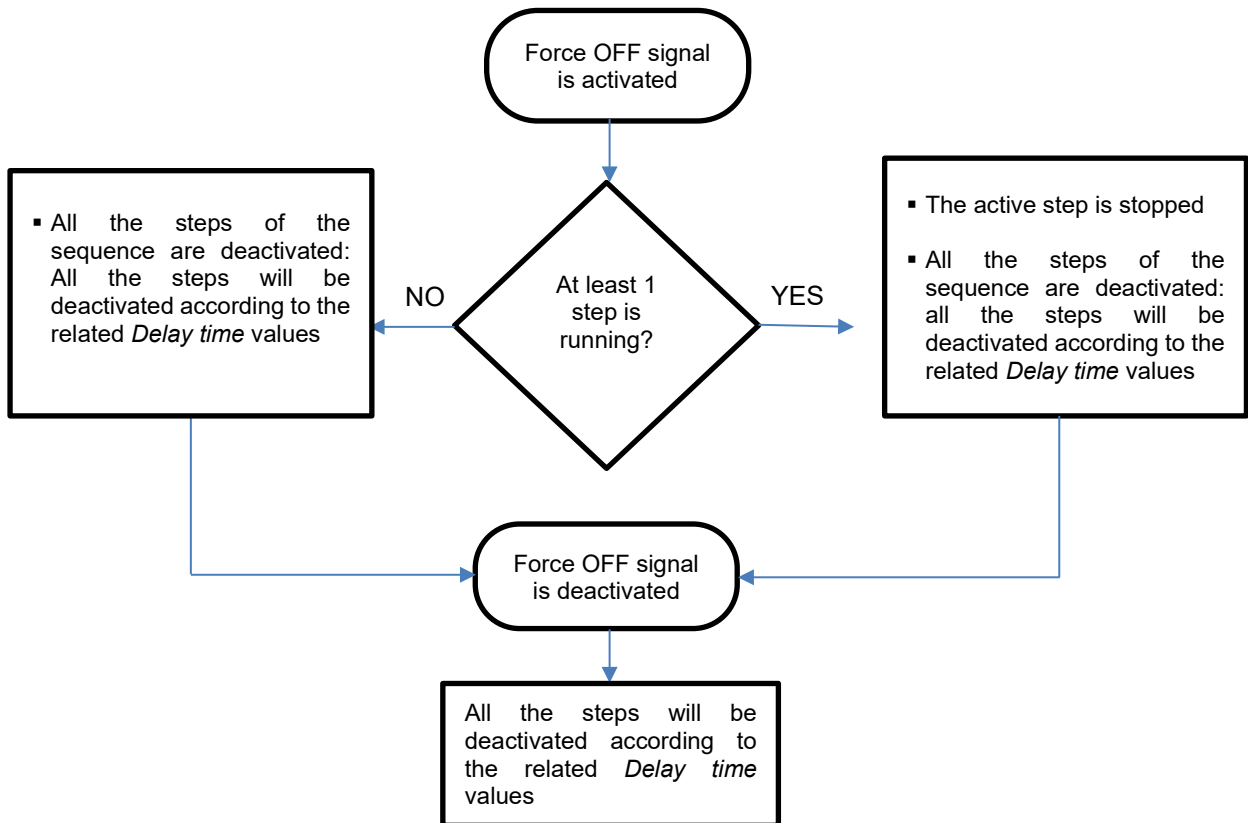 Force OFF signal
is activated
▪ All the steps of the
sequence are deactivated:
All the steps will be
deactivated according to the
related Delay time values
NO
At least 1
step is
running?
YES
▪ The active step is stopped
▪ All the steps of the
sequence are deactivated:
all the steps will be
deactivated according to the
related Delay time values
Force OFF signal
is deactivated
All the steps will be
deactivated according to
the related Delay time
values